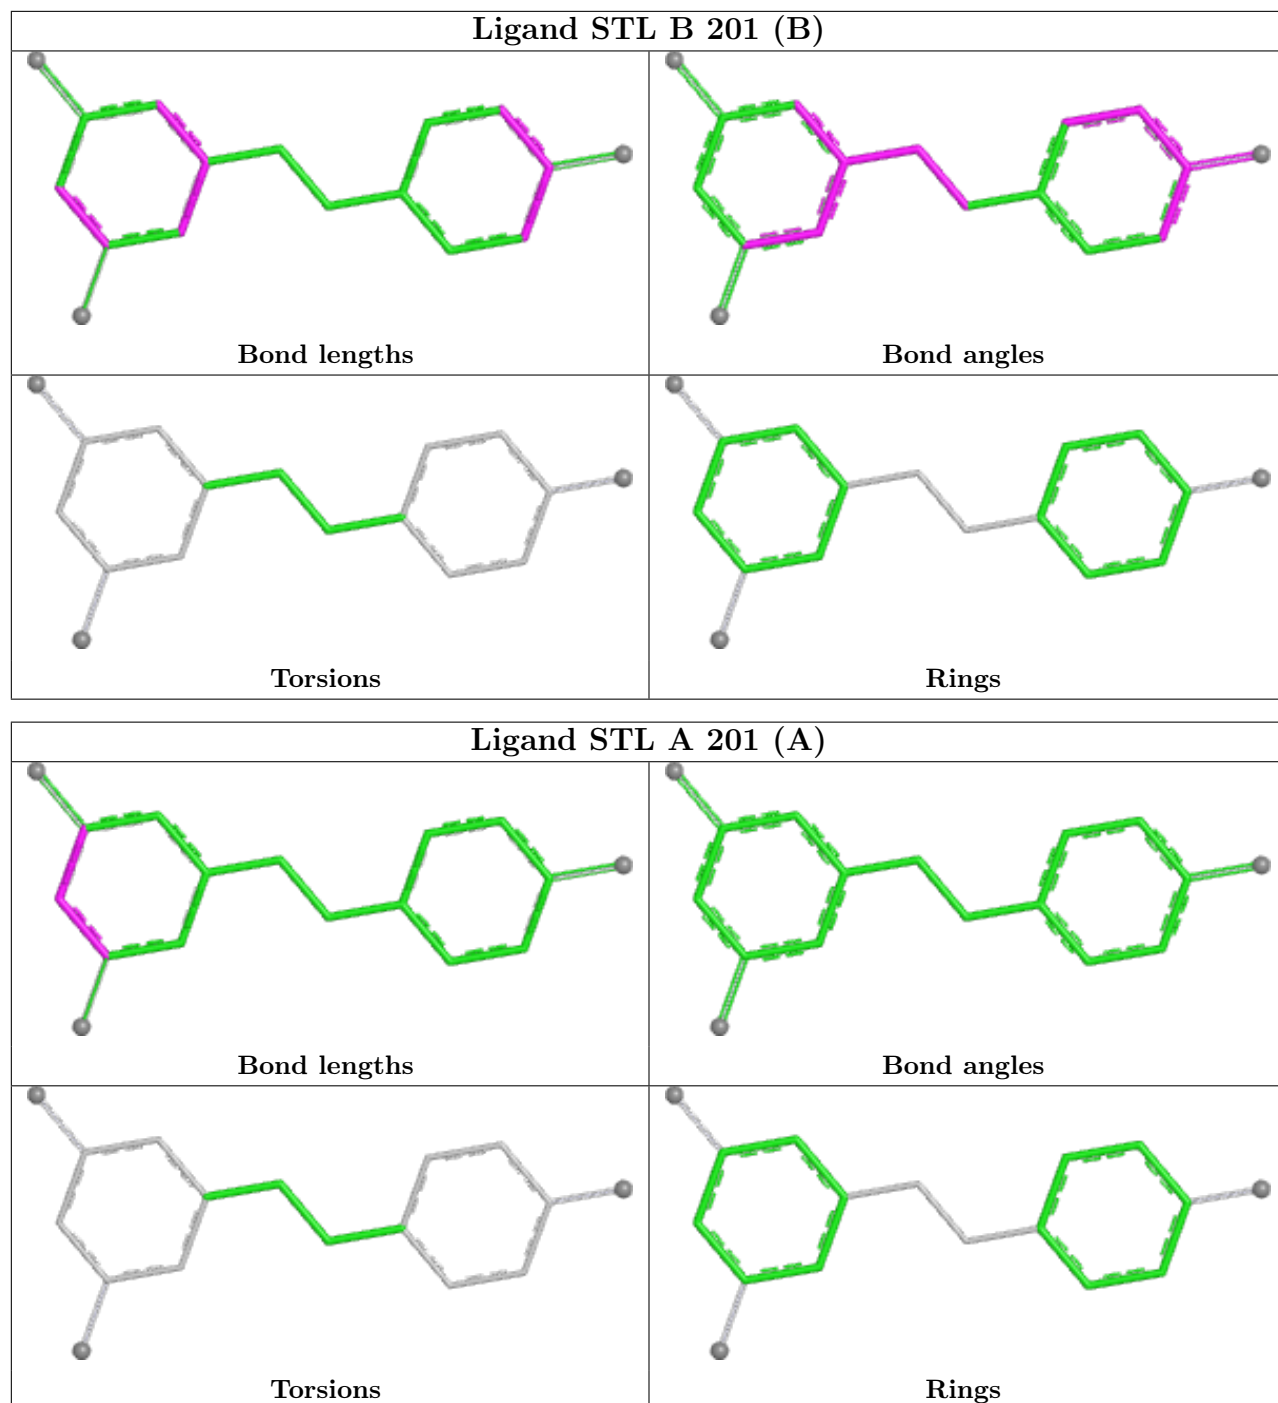 Ligand STL B 201 (B)
Bond lengths
Bond angles
Torsions
Rings
Ligand STL A 201 (A)
Bond lengths
Bond angles
Torsions
Rings